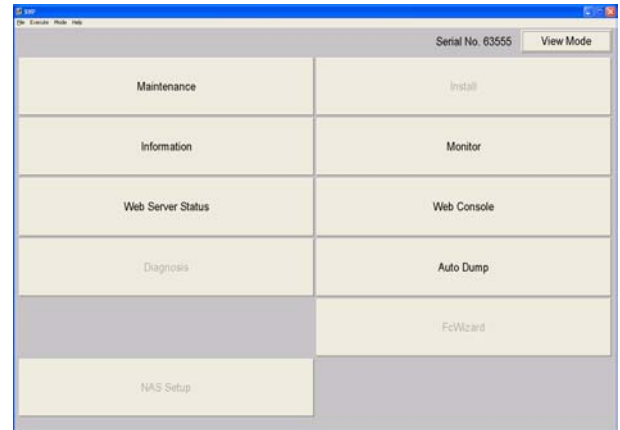 SVP
File Execute Mode Help
Serial No. 63555 View Mode
Maintenance Install
Information Monitor
Web Server Status Web Console
Diagnosis Auto Dump
FcWizard
NAS Setup